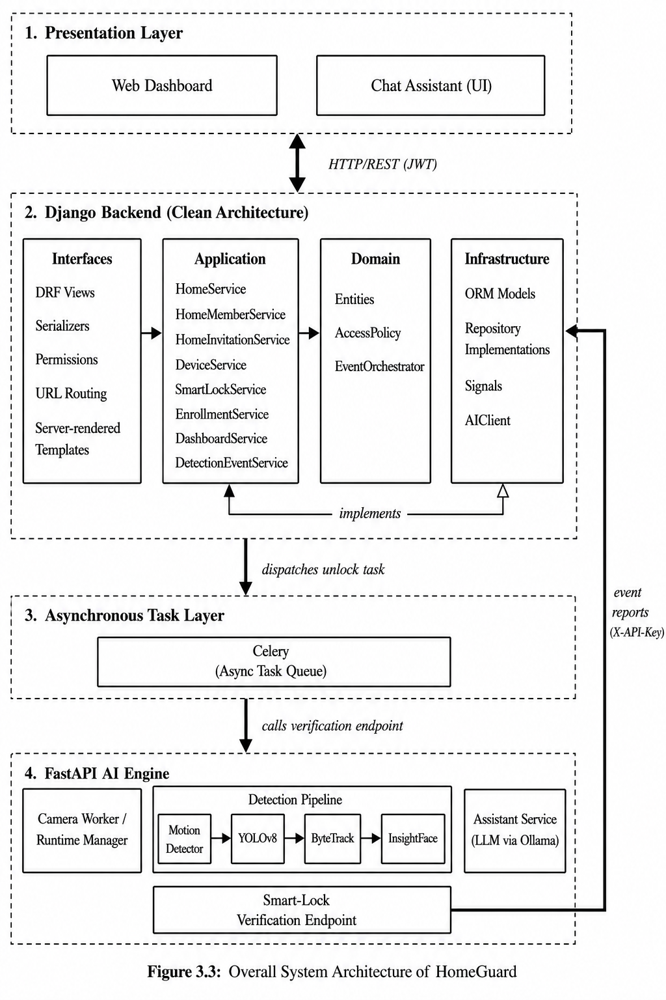 1. Presentation Layer
Web Dashboard
Chat Assistant (UI)
HTTP/REST (JWT)
2. Django Backend (Clean Architecture)
Interfaces
DRF Views
Serializers
Permissions
URL Routing
Server-rendered
Templates
Application
HomeService
HomeMemberService
HomeInvitationService
DeviceService
SmartLockService
EnrollmentService
DashboardService
DetectionEventService
Domain
Entities
AccessPolicy
EventOrchestrator
Infrastructure
ORM Models
Repository
Implementations
Signals
AIClient
implements
dispatches unlock task
event
reports
(X-API-Key)
3. Asynchronous Task Layer
Celery
(Async Task Queue)
calls verification endpoint
4. FastAPI AI Engine
Camera Worker /
Runtime Manager
Detection Pipeline
Motion
Detector
YOLOv8
ByteTrack
InsightFace
Assistant Service
(LLM via Ollama)
Smart-Lock
Verification Endpoint
Figure 3.3: Overall System Architecture of HomeGuard